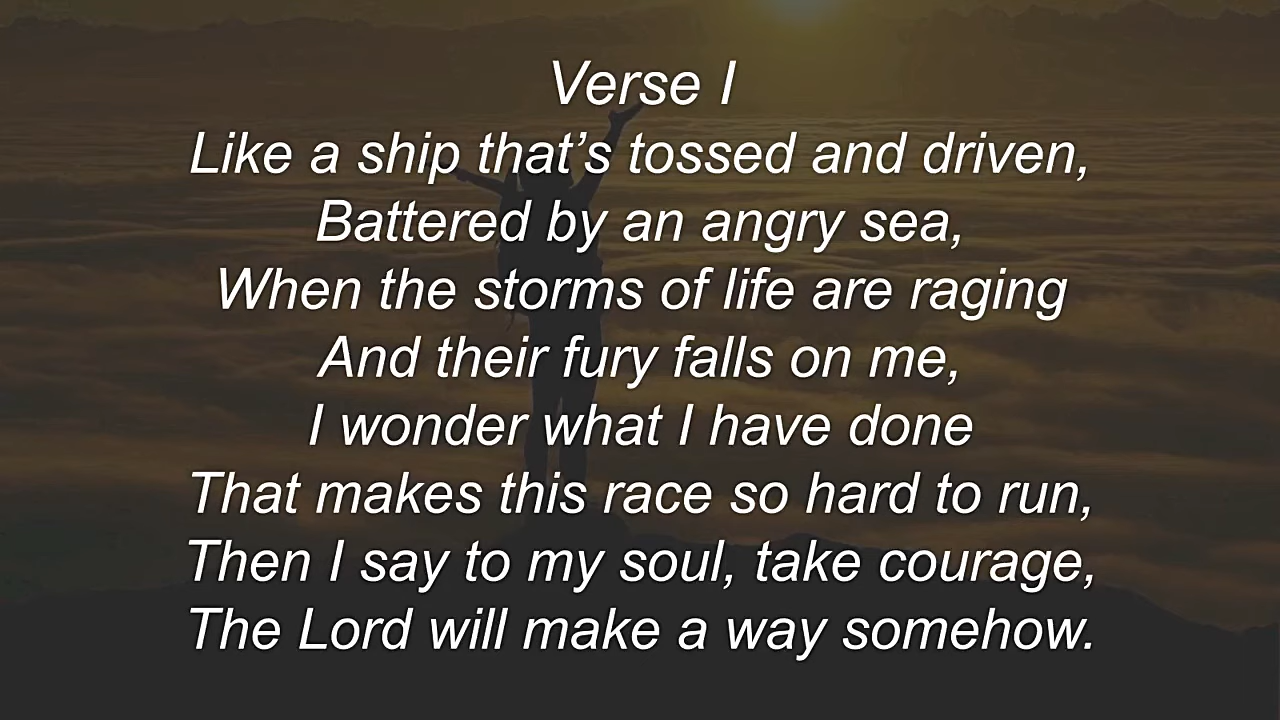 Verse I
Like a ship that’s tossed and driven,
Battered by an angry sea,
When the storms of life are raging
And their fury falls on me,
I wonder what I have done
That makes this race so hard to run,
Then I say to my soul, take courage,
The Lord will make a way somehow.